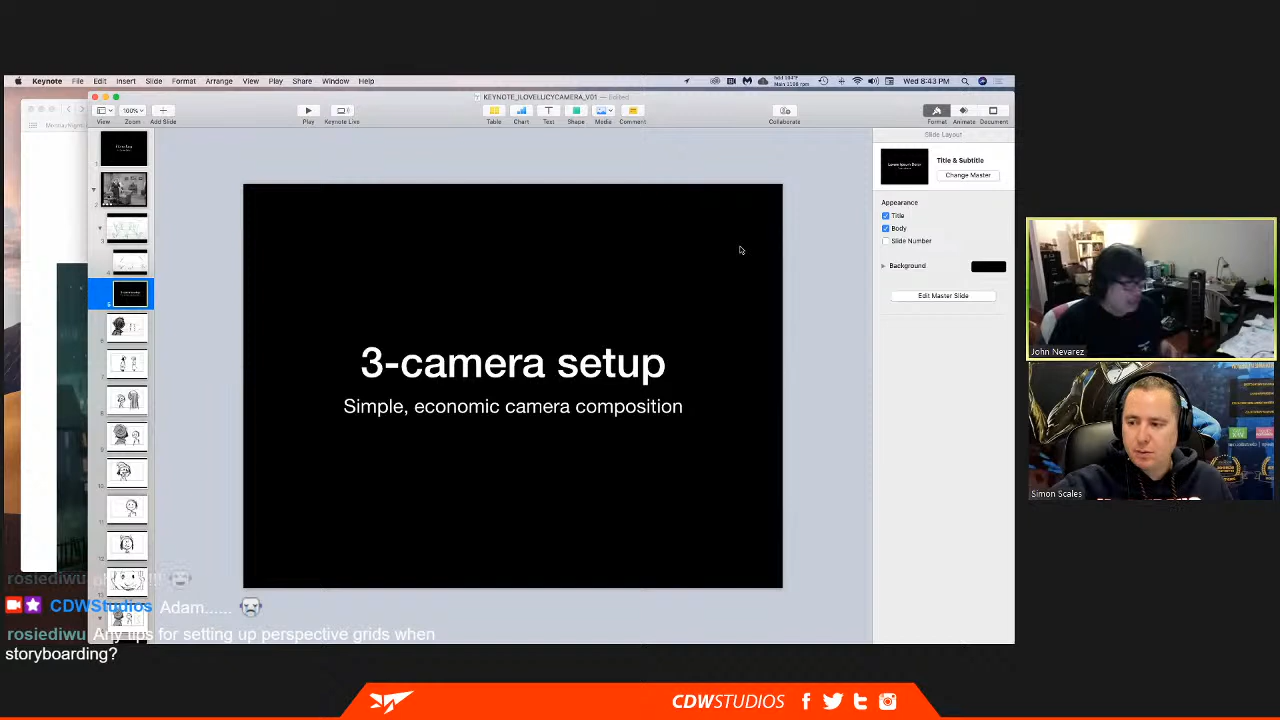 Keynote File Edit Insert Slide Format Arrange View Play Share Window Help
Wed 8:43 PM
KEYNOTE_ILOVELUCYCAMERA_V01 — Edited
100%
View Zoom Add Slide
Play Keynote Live
Table Chart Text Shape Media Comment
Collaborate
Format Animate Document
Slide Layout
Title & Subtitle
Change Master
Appearance
Title
Body
Slide Number
Background
Edit Master Slide
3-camera setup
Simple, economic camera composition
John Nevarez
Simon Scales
rosiediwu
CDWStudios Adam......
rosiediwu Any tips for setting up perspective grids when
storyboarding?
CDWSTUDIOS